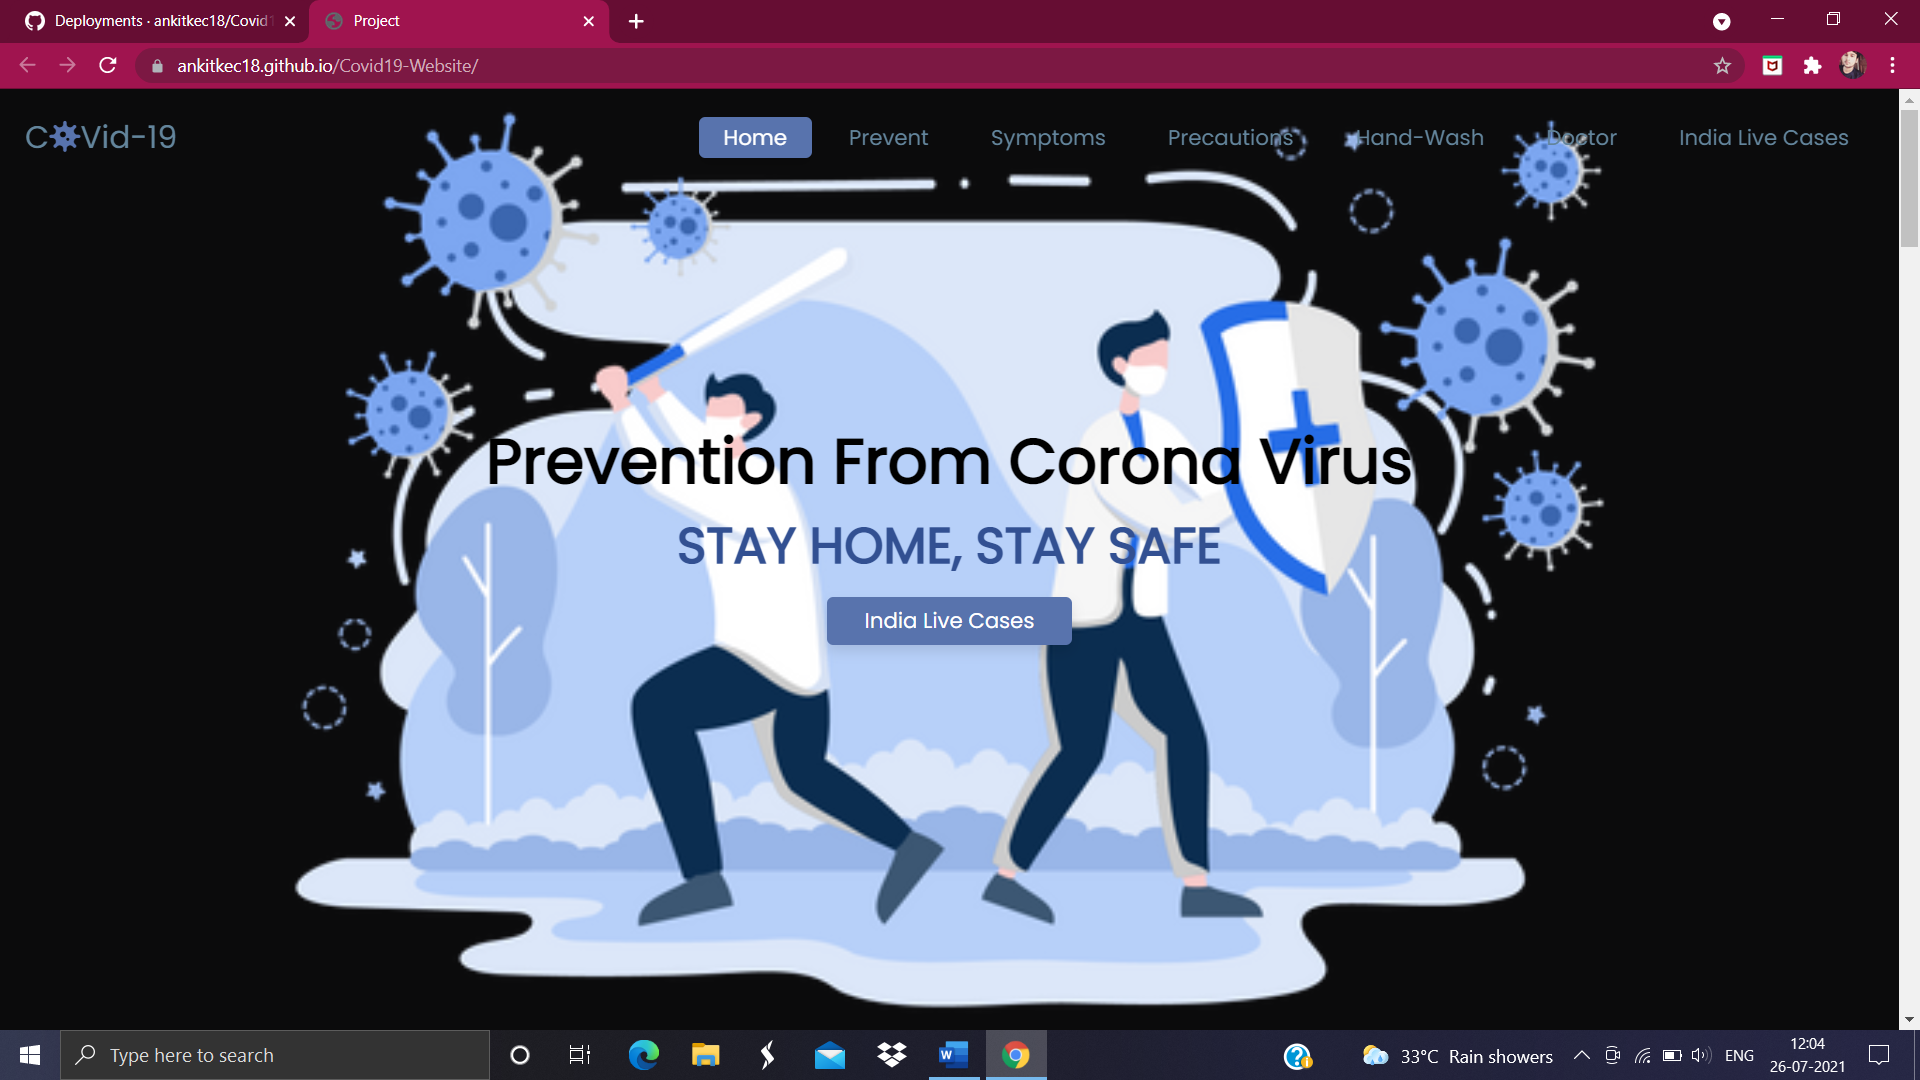 Deployments · ankitkec18/Covid1
Project
ankitkec18.github.io/Covid19-Website/
CoVid-19
Home
Prevent
Symptoms
Precautions
Hand-Wash
Doctor
India Live Cases
Prevention From Corona Virus
STAY HOME, STAY SAFE
India Live Cases
Type here to search
33°C Rain showers
ENG
12:04
26-07-2021